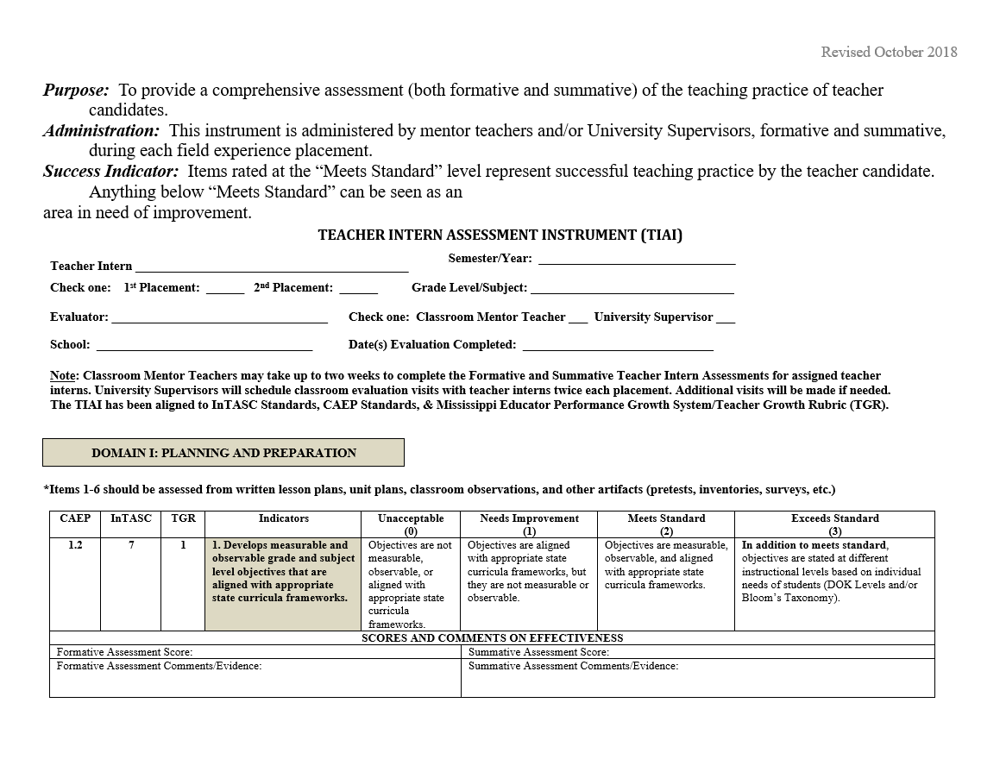 Revised October 2018
Purpose:  To provide a comprehensive assessment (both formative and summative) of the teaching practice of teacher
candidates.
Administration:  This instrument is administered by mentor teachers and/or University Supervisors, formative and summative,
during each field experience placement.
Success Indicator:  Items rated at the “Meets Standard” level represent successful teaching practice by the teacher candidate.
Anything below “Meets Standard” can be seen as an
area in need of improvement.
TEACHER INTERN ASSESSMENT INSTRUMENT (TIAI)
Teacher Intern ____________ Semester/Year: ____________
Check one:  1st Placement: ______  2nd Placement: ______  Grade Level/Subject: ____________
Evaluator: ____________ Check one:  Classroom Mentor Teacher ___  University Supervisor ___
School: ____________ Date(s) Evaluation Completed: ____________
Note: Classroom Mentor Teachers may take up to two weeks to complete the Formative and Summative Teacher Intern Assessments for assigned teacher
interns. University Supervisors will schedule classroom evaluation visits with teacher interns twice each placement. Additional visits will be made if needed.
The TIAI has been aligned to InTASC Standards, CAEP Standards, & Mississippi Educator Performance Growth System/Teacher Growth Rubric (TGR).
DOMAIN I: PLANNING AND PREPARATION
*Items 1-6 should be assessed from written lesson plans, unit plans, classroom observations, and other artifacts (pretests, inventories, surveys, etc.)
CAEP
InTASC
TGR
Indicators
Unacceptable
(0)
Needs Improvement
(1)
Meets Standard
(2)
Exceeds Standard
(3)
1.2
7
1
1. Develops measurable and
observable grade and subject
level objectives that are
aligned with appropriate
state curricula frameworks.
Objectives are not
measurable,
observable, or
aligned with
appropriate state
curricula
frameworks.
Objectives are aligned
with appropriate state
curricula frameworks, but
they are not measurable or
observable.
Objectives are measurable,
observable, and aligned
with appropriate state
curricula frameworks.
In addition to meets standard,
objectives are stated at different
instructional levels based on individual
needs of students (DOK Levels and/or
Bloom’s Taxonomy).
SCORES AND COMMENTS ON EFFECTIVENESS
Formative Assessment Score:
Summative Assessment Score:
Formative Assessment Comments/Evidence:
Summative Assessment Comments/Evidence: